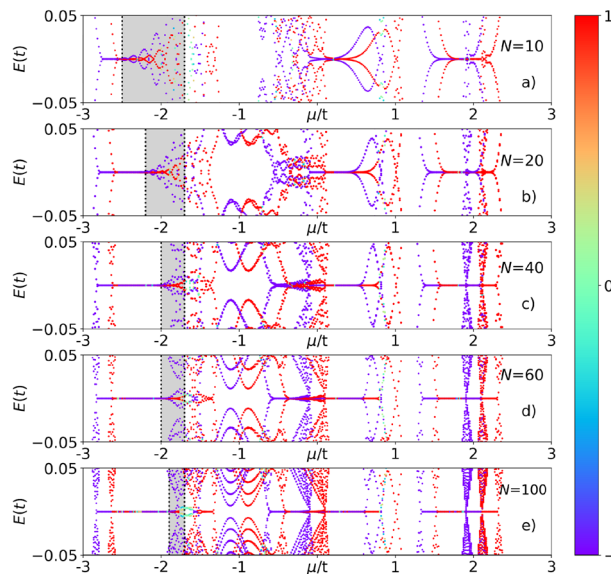 E(t)
0.05
−0.05
N=10
a)
−3 -2 -1 μ/t 1 2 3
E(t)
0.05
−0.05
N=20
b)
−3 -2 -1 μ/t 1 2 3
E(t)
0.05
−0.05
N=40
c)
−3 -2 -1 μ/t 1 2 3
E(t)
0.05
−0.05
N=60
d)
−3 -2 -1 μ/t 1 2 3
E(t)
0.05
−0.05
N=100
e)
−3 -2 -1 μ/t 1 2 3
1
0